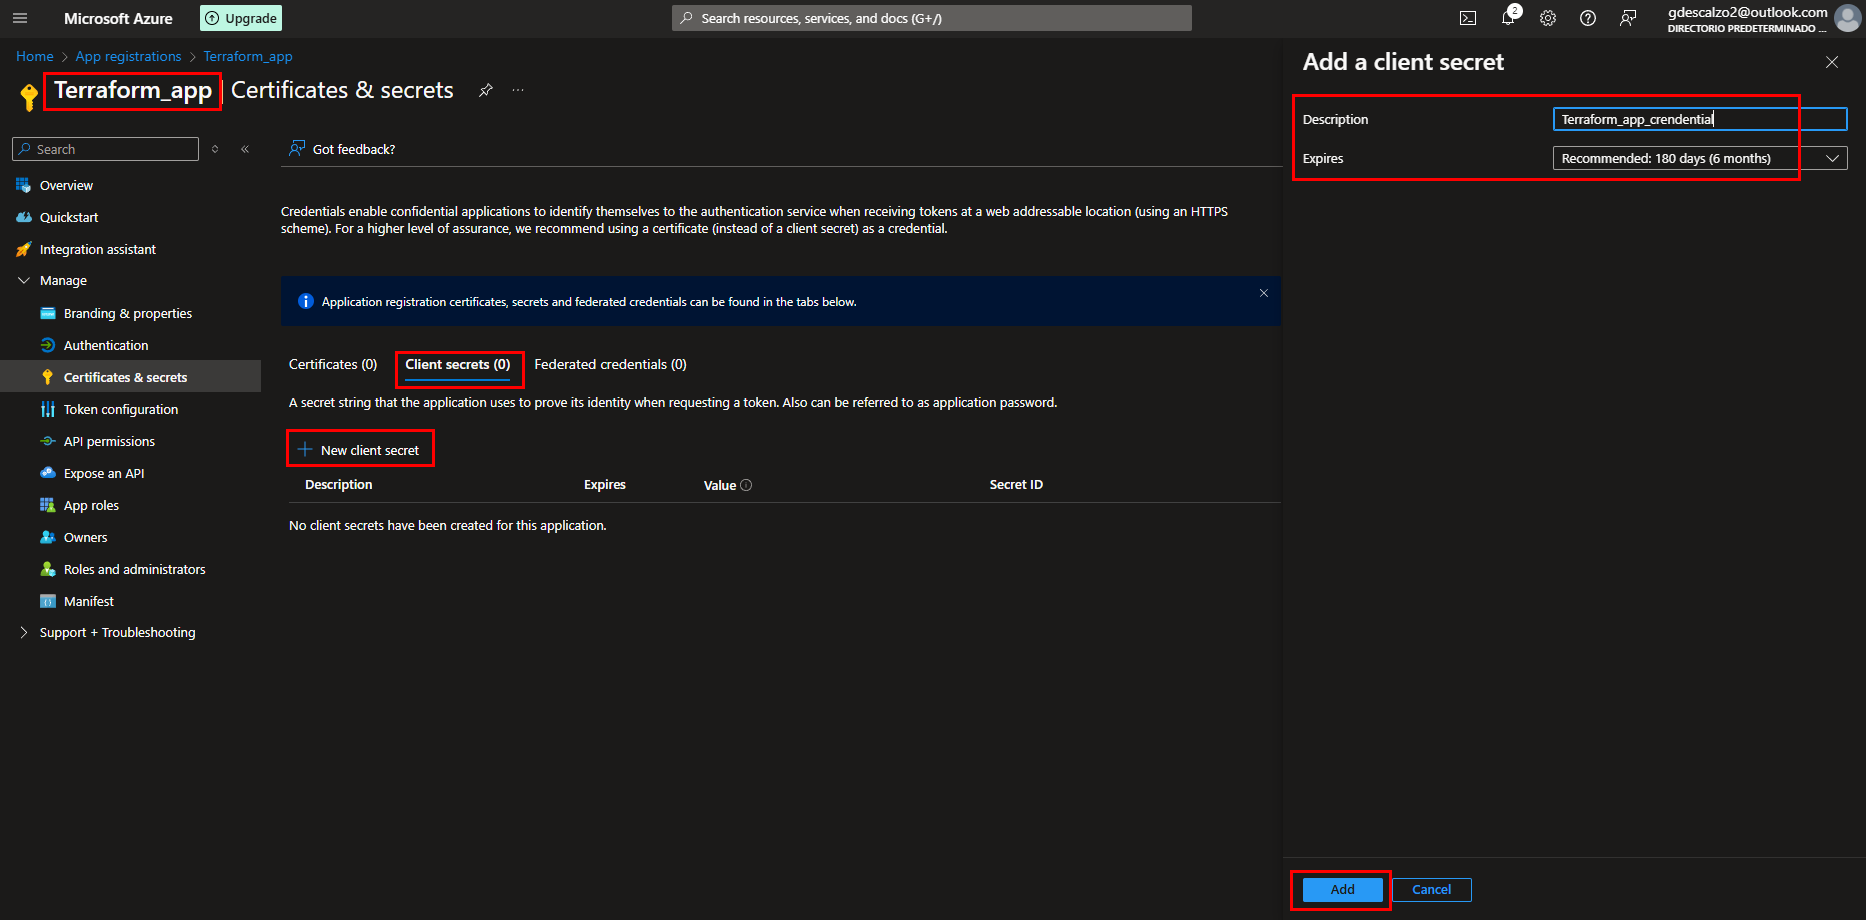 Microsoft Azure
Upgrade
Search resources, services, and docs (G+/)
2
gdescalzo2@outlook.com
DIRECTORIO PREDETERMINADO ...
Home > App registrations > Terraform_app
Terraform_app | Certificates & secrets
...
Search
Overview
Quickstart
Integration assistant
Manage
Branding & properties
Authentication
Certificates & secrets
Token configuration
API permissions
Expose an API
App roles
Owners
Roles and administrators
Manifest
Support + Troubleshooting
Got feedback?
Credentials enable confidential applications to identify themselves to the authentication service when receiving tokens at a web addressable location (using an HTTPS
scheme). For a higher level of assurance, we recommend using a certificate (instead of a client secret) as a credential.
Application registration certificates, secrets and federated credentials can be found in the tabs below.
Certificates (0) Client secrets (0) Federated credentials (0)
A secret string that the application uses to prove its identity when requesting a token. Also can be referred to as application password.
New client secret
Description Expires Value Secret ID
No client secrets have been created for this application.
Add a client secret
Description Terraform_app_crendential
Expires Recommended: 180 days (6 months)
Add Cancel